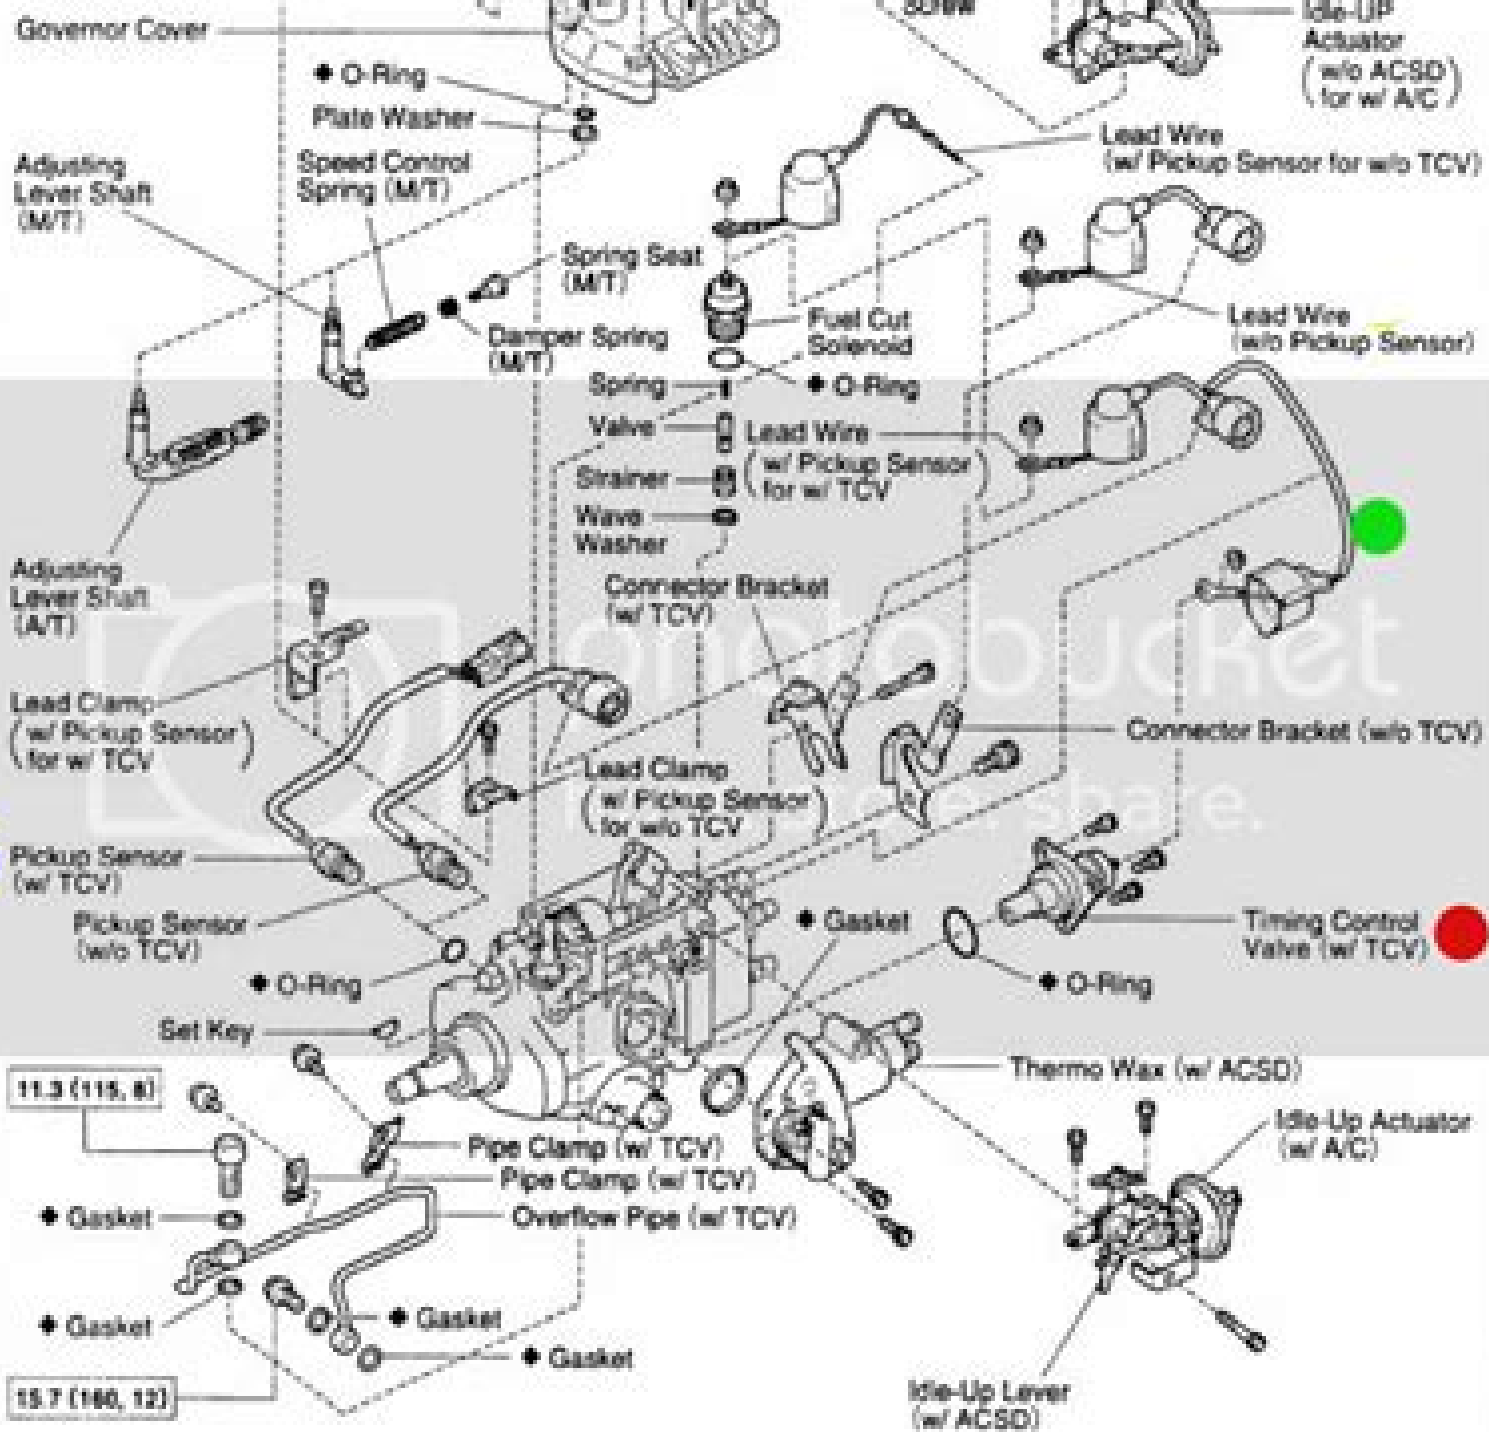 Governor Cover
◆ O-Ring
Plate Washer
Adjusting
Lever Shaft
(M/T)
Speed Control
Spring (M/T)
Spring Seat
(M/T)
Damper Spring
(M/T)
Screw
Idle-UP
Actuator
(w/o ACSD)
for w/ A/C
Lead Wire
(w/ Pickup Sensor for w/o TCV)
Lead Wire
(w/o Pickup Sensor)
Fuel Cut
Solenoid
◆ O-Ring
Spring
Valve
Lead Wire
(w/ Pickup Sensor)
for w/ TCV
Strainer
Wave
Washer
Adjusting
Lever Shaft
(A/T)
Connector Bracket
(w/ TCV)
photobucket
Lead Clamp
(w/ Pickup Sensor)
for w/ TCV
Connector Bracket (w/o TCV)
Lead Clamp
(w/ Pickup Sensor)
for w/o TCV
share.
Pickup Sensor
(w/ TCV)
Pickup Sensor
(w/o TCV)
◆ Gasket
Timing Control
Valve (w/ TCV)
◆ O-Ring
◆ O-Ring
Set Key
11.3 (115, 8)
Thermo Wax (w/ ACSD)
Idle-Up Actuator
(w/ A/C)
Pipe Clamp (w/ TCV)
Pipe Clamp (w/ TCV)
◆ Gasket
Overflow Pipe (w/ TCV)
◆ Gasket
◆ Gasket
◆ Gasket
15.7 (160, 12)
Idle-Up Lever
(w/ ACSD)